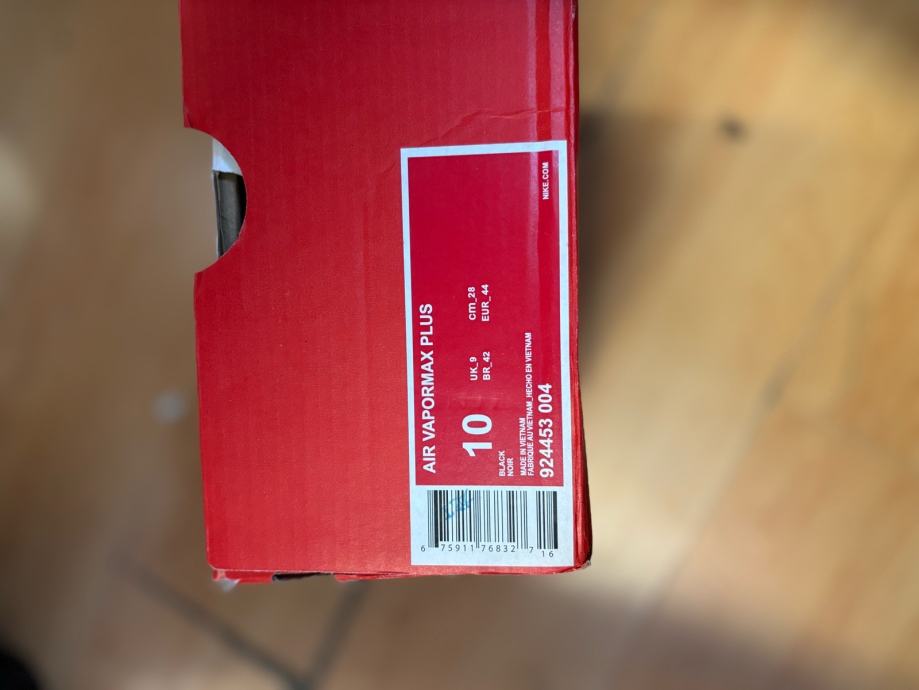 NIKE.COM
AIR VAPORMAX PLUS
10
UK_9 cm_28
BR_42 EUR_44
BLACK
NOIR
MADE IN VIETNAM
FABRIQUE AU VIETNAM_HECHO EN VIETNAM
924453 004
6 75911 76832 7 16